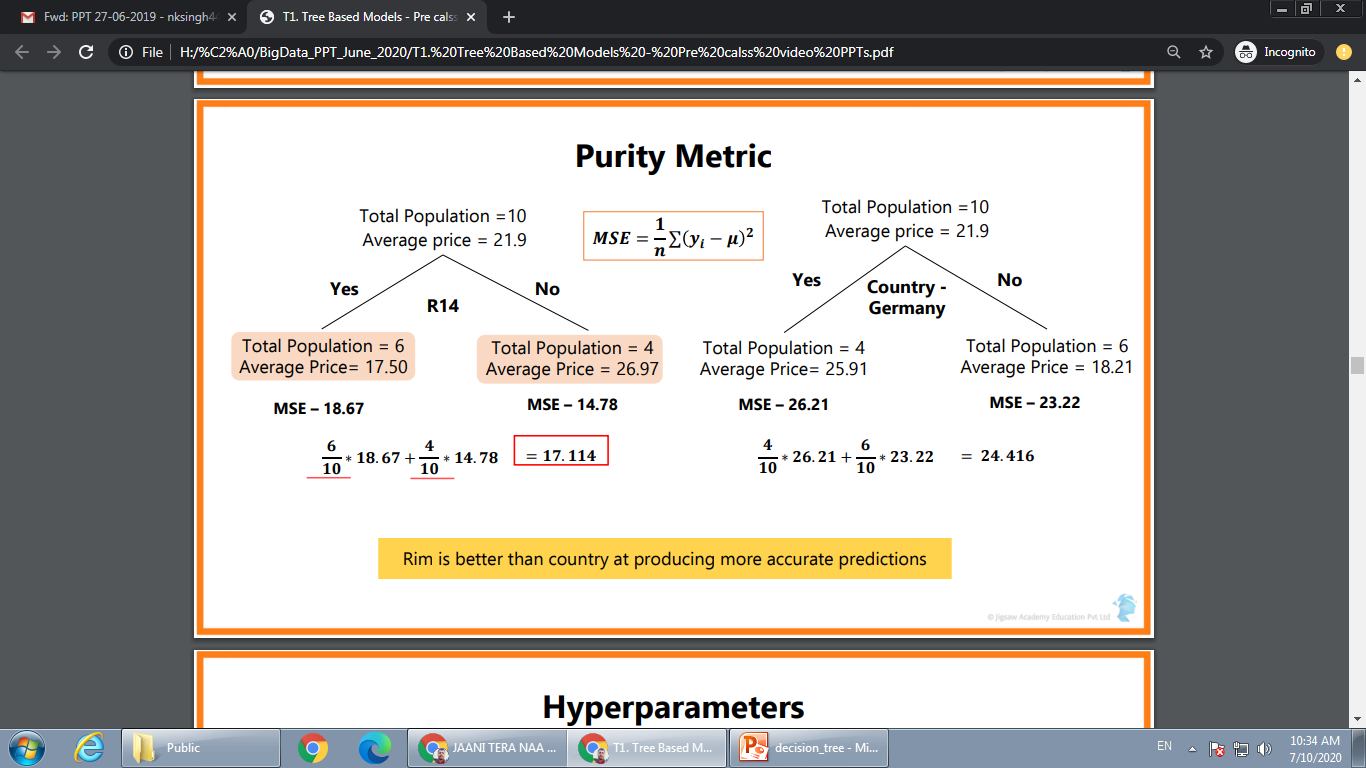 Fwd: PPT 27-06-2019 - nksingh44
T1. Tree Based Models - Pre calss
File
H:/%C2%A0/BigData_PPT_June_2020/T1.%20Tree%20Based%20Models%20-%20Pre%20calss%20video%20PPTs.pdf
Incognito
Purity Metric
Total Population =10
Average price = 21.9
MSE = 1/n ∑(yᵢ − μ)²
Total Population =10
Average price = 21.9
Yes
No
R14
Yes
No
Country -
Germany
Total Population = 6
Average Price= 17.50
Total Population = 4
Average Price = 26.97
Total Population = 4
Average Price= 25.91
Total Population = 6
Average Price = 18.21
MSE – 18.67
MSE – 14.78
MSE – 26.21
MSE – 23.22
6/10 * 18.67 + 4/10 * 14.78 = 17.114
4/10 * 26.21 + 6/10 * 23.22 = 24.416
Rim is better than country at producing more accurate predictions
© Jigsaw Academy Education Pvt Ltd
Hyperparameters
Public
JAANI TERA NAA ...
T1. Tree Based M...
decision_tree - Mi...
EN
10:34 AM
7/10/2020